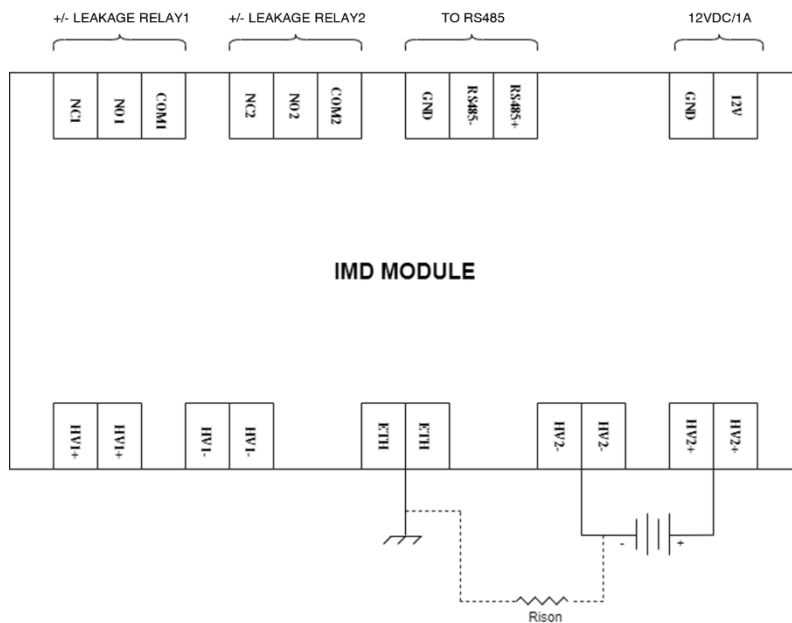 +/- LEAKAGE RELAY1
+/- LEAKAGE RELAY2
TO RS485
12VDC/1A
NC1
NO1
COM1
NC2
NO2
COM2
GND
RS485-
RS485+
GND
12V
IMD MODULE
HV1+
HV1+
HV1-
HV1-
ETH
ETH
HV2-
HV2-
HV2+
HV2+
- +
Rison